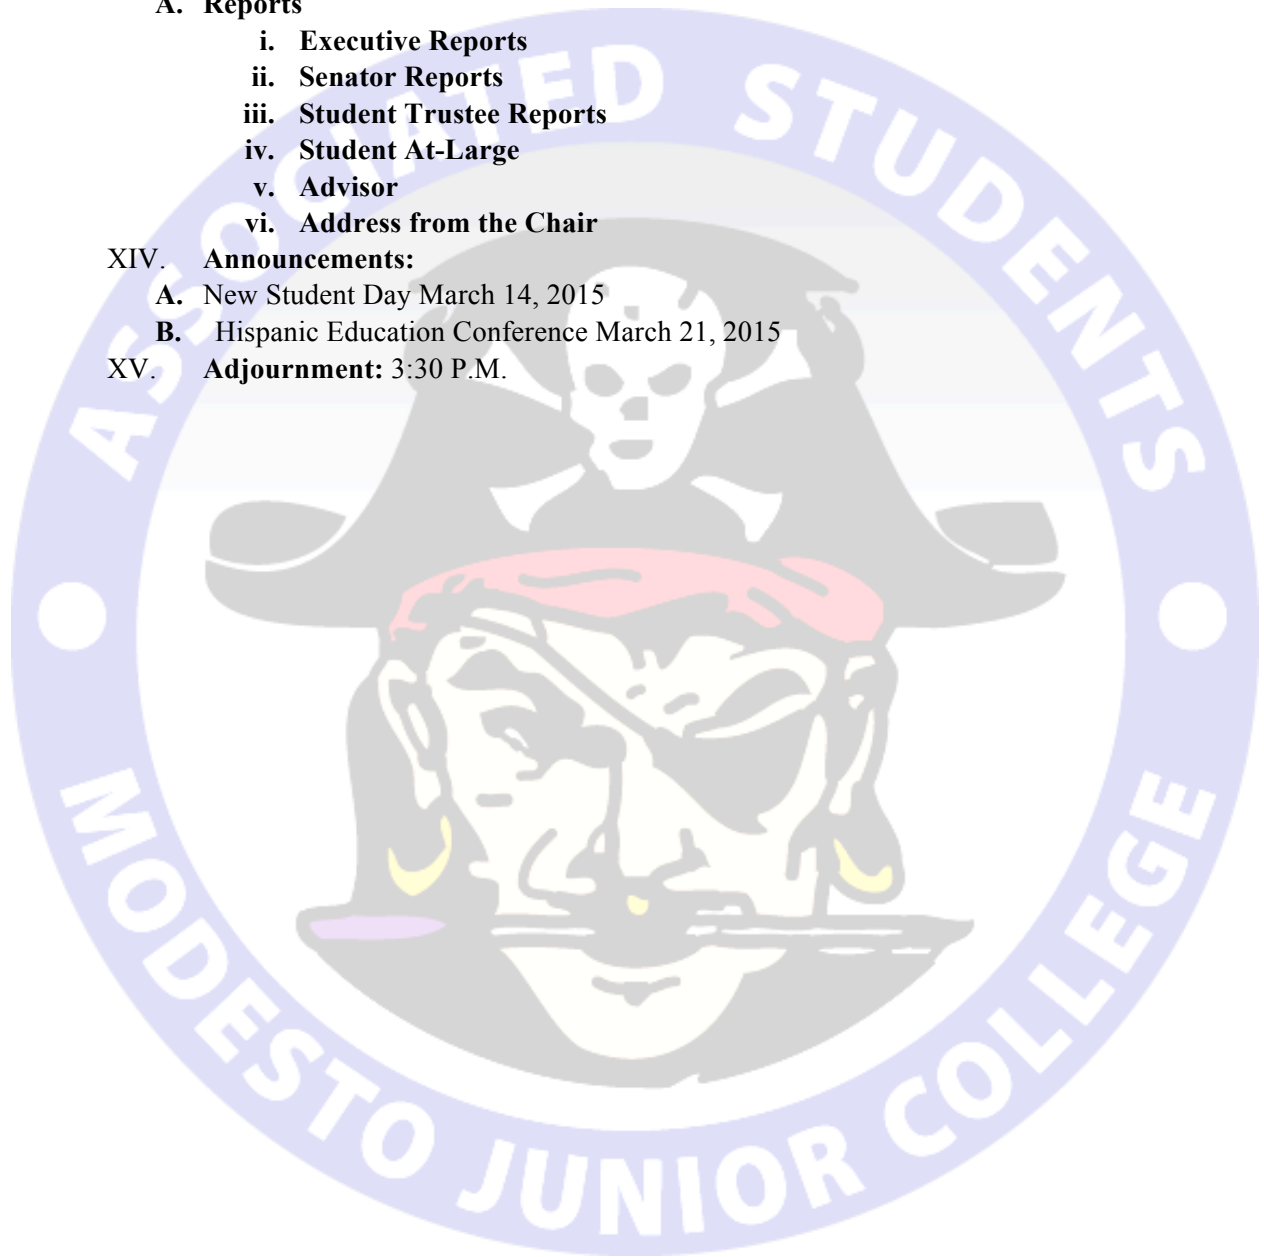 A. Reports
i. Executive Reports
ii. Senator Reports
iii. Student Trustee Reports
iv. Student At-Large
v. Advisor
vi. Address from the Chair
XIV. Announcements:
A. New Student Day March 14, 2015
B. Hispanic Education Conference March 21, 2015
XV. Adjournment: 3:30 P.M.
ASSOCIATED STUDENTS
MODESTO JUNIOR COLLEGE